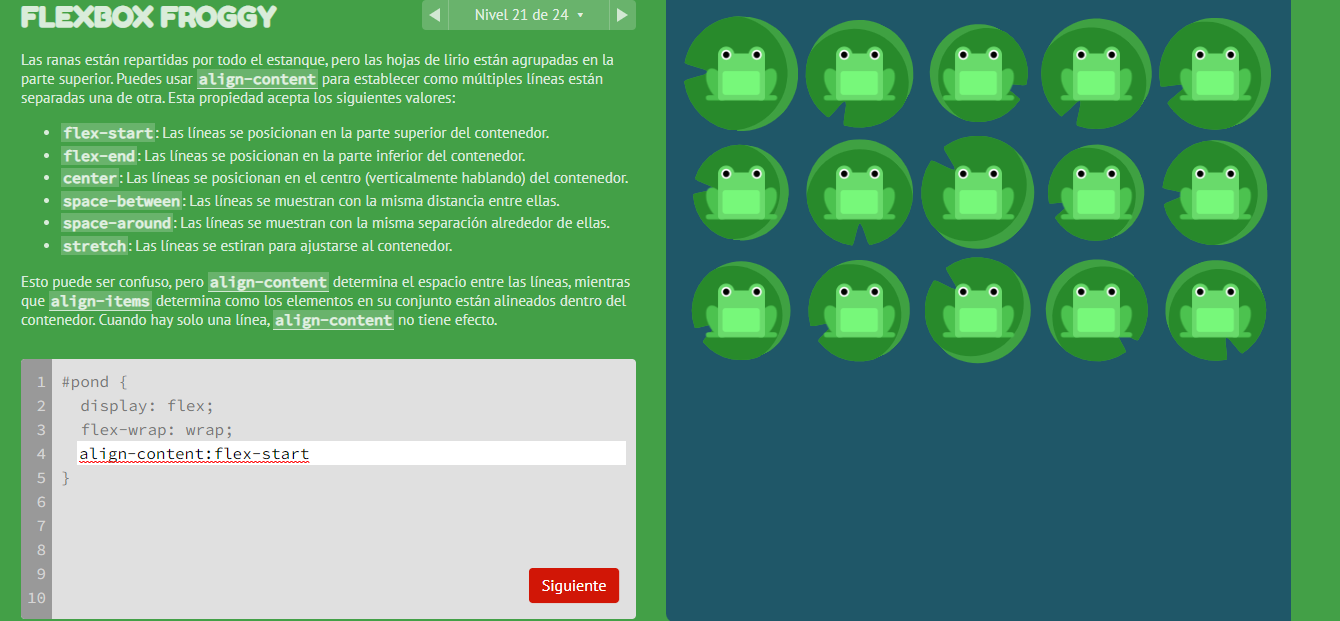 FLEXBOX FROGGY
Nivel 21 de 24
Las ranas están repartidas por todo el estanque, pero las hojas de lirio están agrupadas en la
parte superior. Puedes usar align-content para establecer como múltiples líneas están
separadas una de otra. Esta propiedad acepta los siguientes valores:
flex-start: Las líneas se posicionan en la parte superior del contenedor.
flex-end: Las líneas se posicionan en la parte inferior del contenedor.
center: Las líneas se posicionan en el centro (verticalmente hablando) del contenedor.
space-between: Las líneas se muestran con la misma distancia entre ellas.
space-around: Las líneas se muestran con la misma separación alrededor de ellas.
stretch: Las líneas se estiran para ajustarse al contenedor.
Esto puede ser confuso, pero align-content determina el espacio entre las líneas, mientras
que align-items determina como los elementos en su conjunto están alineados dentro del
contenedor. Cuando hay solo una línea, align-content no tiene efecto.
1 #pond {
2 display: flex;
3 flex-wrap: wrap;
4 align-content:flex-start
5 }
6
7
8
9
10
Siguiente